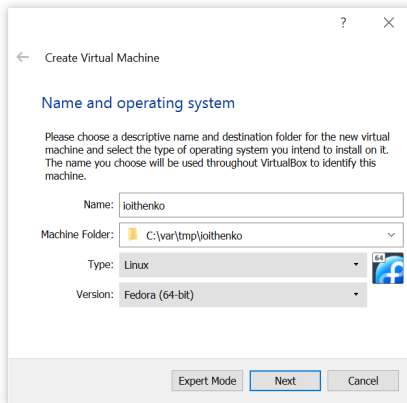 ?
Create Virtual Machine
Name and operating system
Please choose a descriptive name and destination folder for the new virtual
machine and select the type of operating system you intend to install on it.
The name you choose will be used throughout VirtualBox to identify this
machine.
Name: ioithenko
Machine Folder: C:\var\tmp\ioithenko
Type: Linux
64
Version: Fedora (64-bit)
Expert Mode Next Cancel